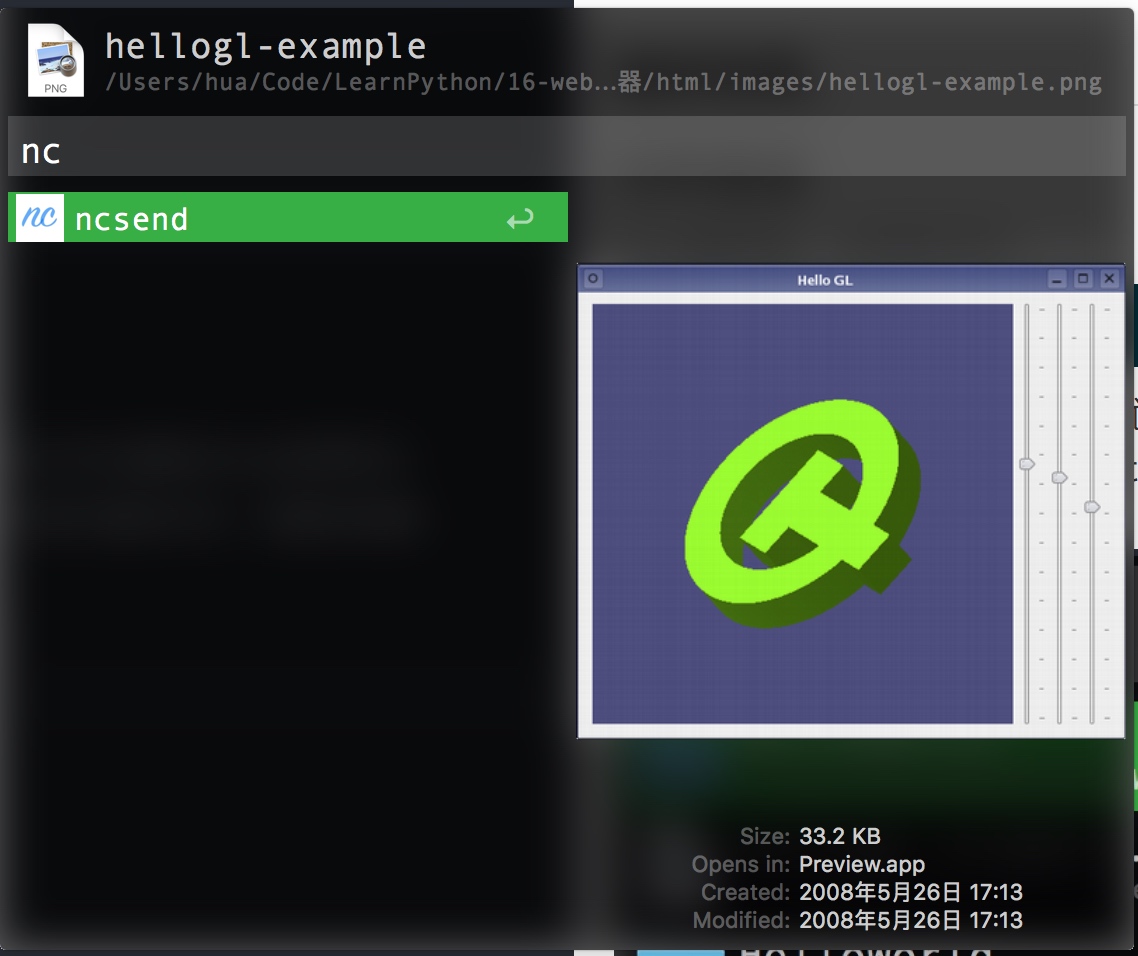 hellogl-example
PNG
/Users/hua/Code/LearnPython/16-web…器/html/images/hellogl-example.png
nc
nc ncsend
Hello GL
Size: 33.2 KB
Opens in: Preview.app
Created: 2008年5月26日 17:13
Modified: 2008年5月26日 17:13